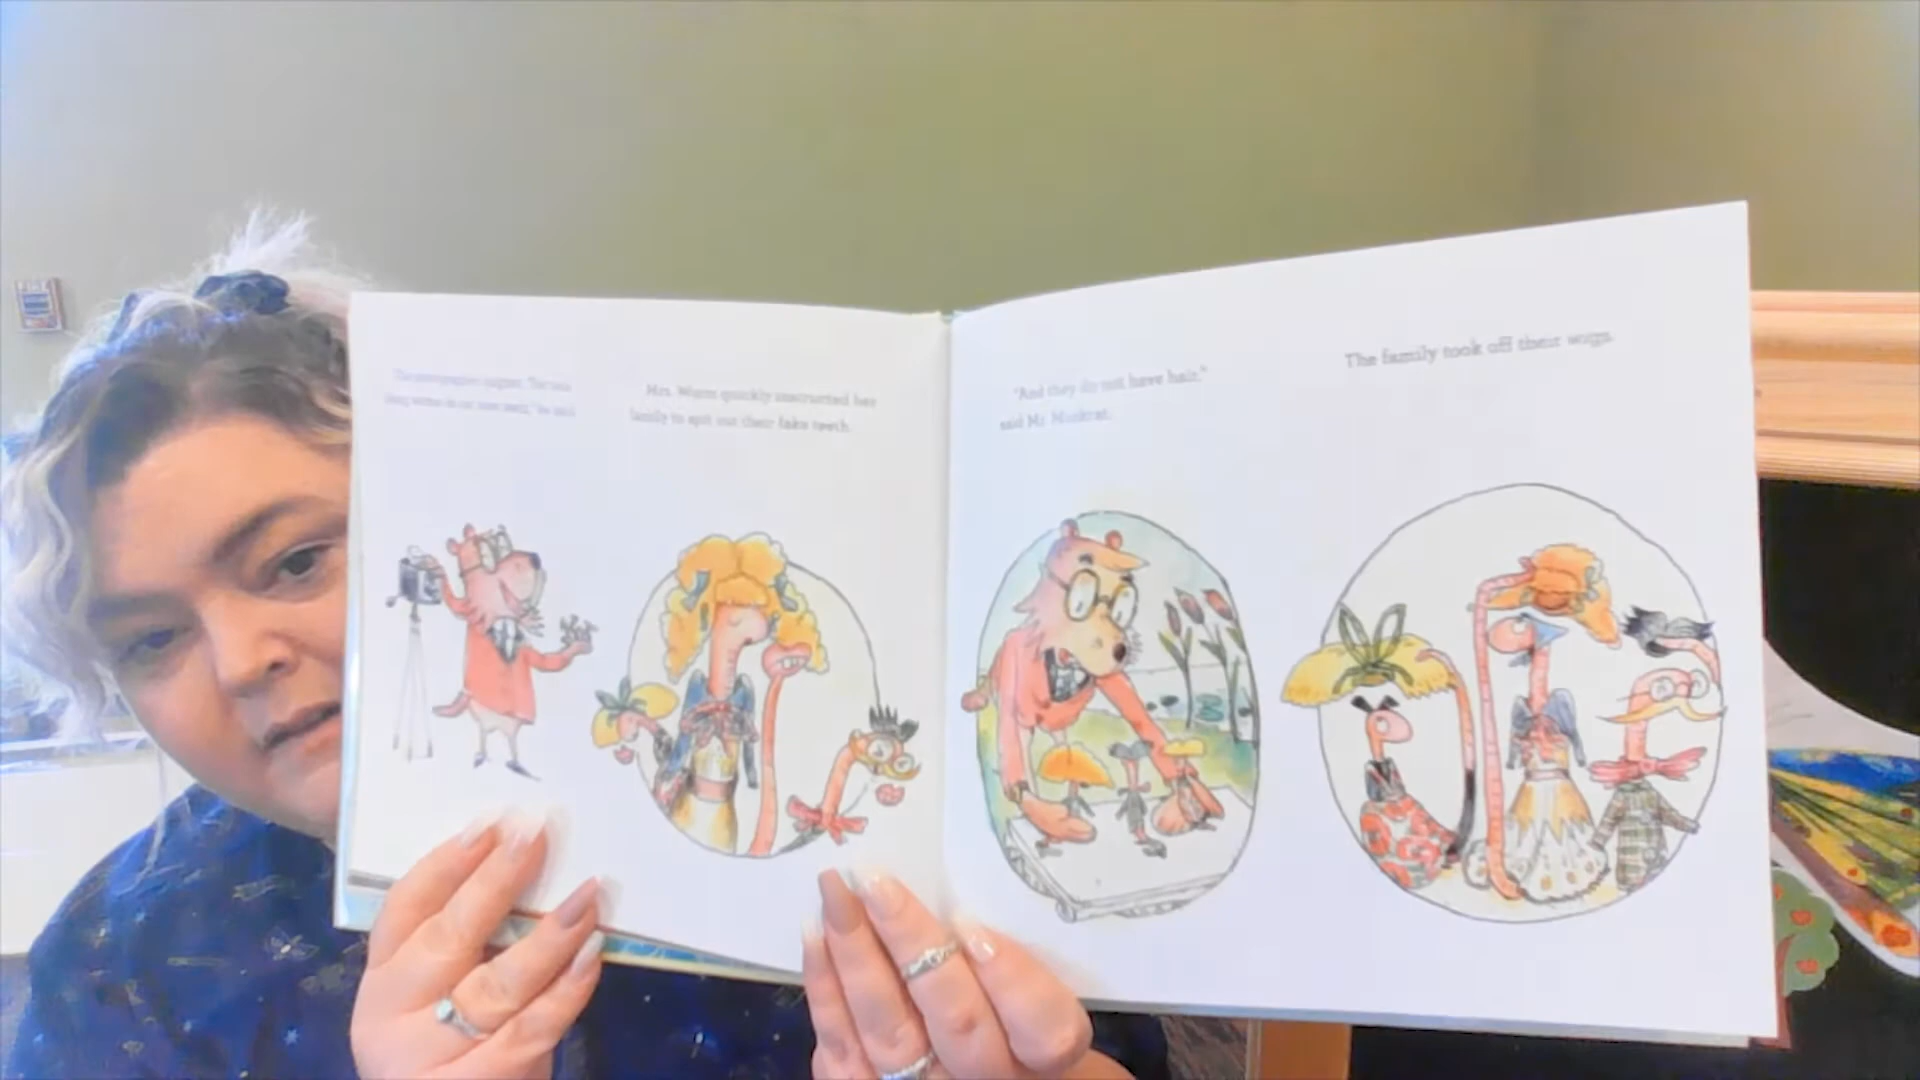 Mrs. Worm quickly instructed her
family to spit out their fake teeth.
"And they do not have hair,"
said Mr. Muskrat.
The family took off their wigs.